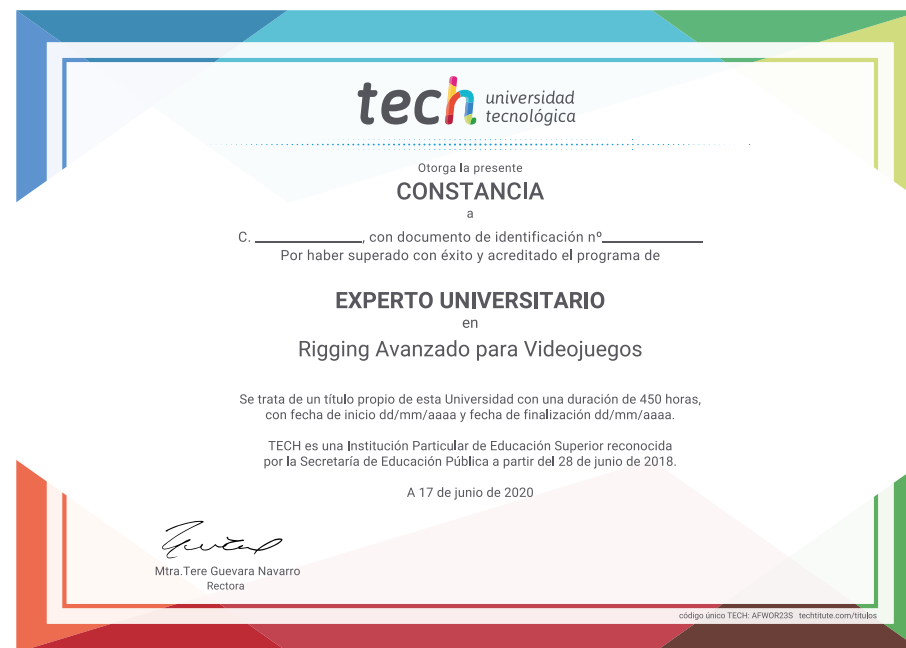 tech universidad
tecnológica
Otorga la presente
CONSTANCIA
a
C. ____________, con documento de identificación nº____________
Por haber superado con éxito y acreditado el programa de
EXPERTO UNIVERSITARIO
en
Rigging Avanzado para Videojuegos
Se trata de un título propio de esta Universidad con una duración de 450 horas,
con fecha de inicio dd/mm/aaaa y fecha de finalización dd/mm/aaaa.
TECH es una Institución Particular de Educación Superior reconocida
por la Secretaría de Educación Pública a partir del 28 de junio de 2018.
A 17 de junio de 2020
Mtra.Tere Guevara Navarro
Rectora
código único TECH: AFWOR23S techtitute.com/titulos